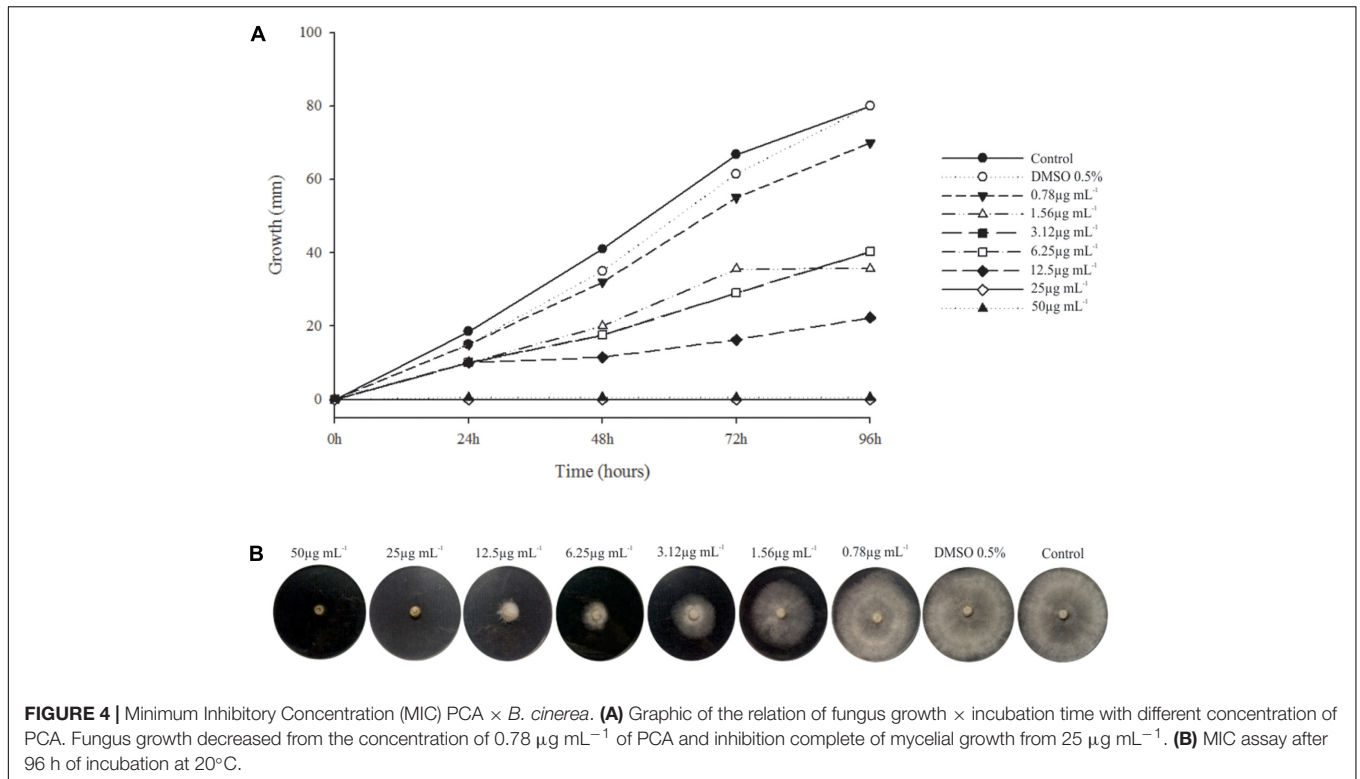 A
100
80
60
40
20
0
Growth (mm)
0h 24h 48h 72h 96h
Time (hours)
Control
DMSO 0.5%
0.78µg mL⁻¹
1.56µg mL⁻¹
3.12µg mL⁻¹
6.25µg mL⁻¹
12.5µg mL⁻¹
25µg mL⁻¹
50µg mL⁻¹
B
50µg mL⁻¹ 25µg mL⁻¹ 12.5µg mL⁻¹ 6.25µg mL⁻¹ 3.12µg mL⁻¹ 1.56µg mL⁻¹ 0.78µg mL⁻¹ DMSO 0.5% Control
FIGURE 4 | Minimum Inhibitory Concentration (MIC) PCA × B. cinerea. (A) Graphic of the relation of fungus growth × incubation time with different concentration of
PCA. Fungus growth decreased from the concentration of 0.78 µg mL⁻¹ of PCA and inhibition complete of mycelial growth from 25 µg mL⁻¹. (B) MIC assay after
96 h of incubation at 20°C.